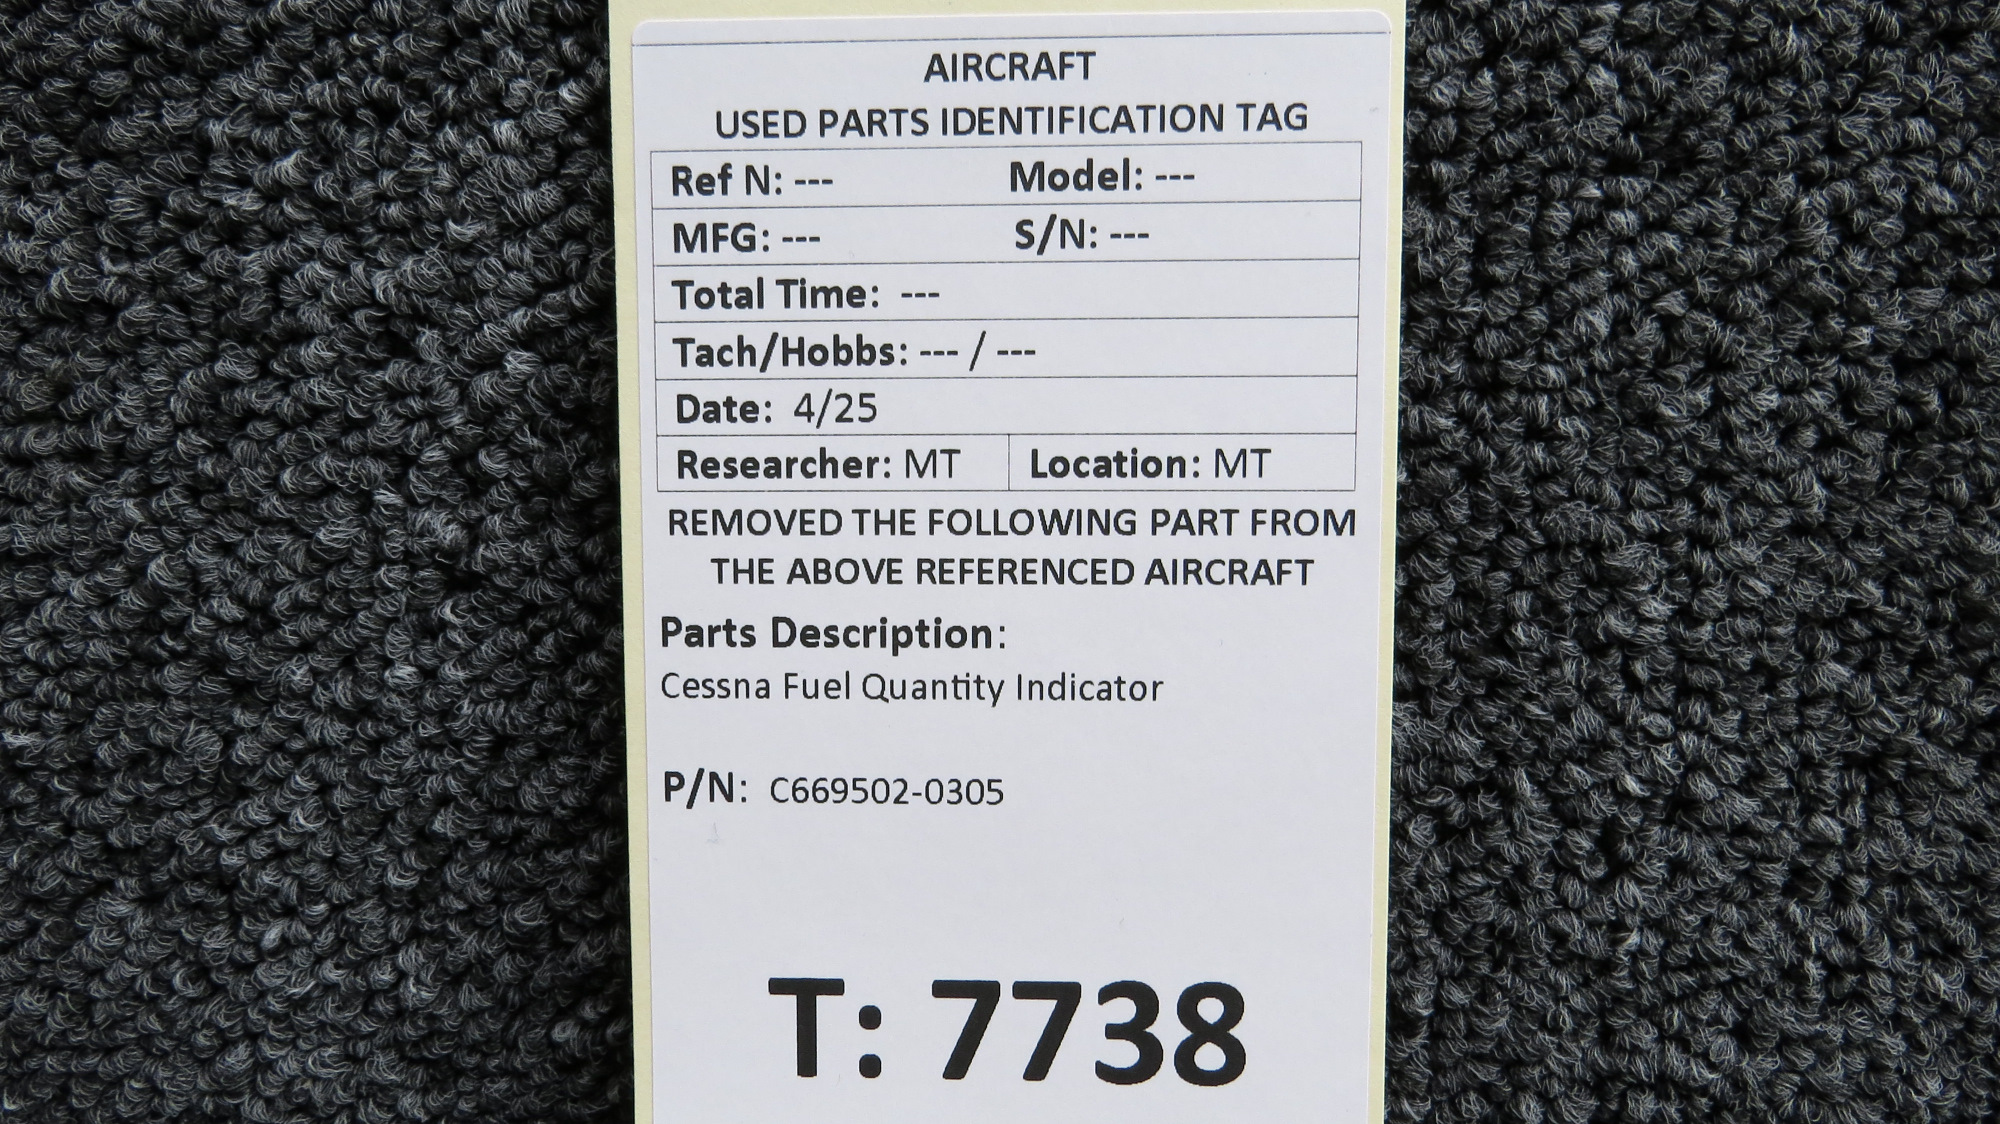 AIRCRAFT
USED PARTS IDENTIFICATION TAG
Ref N: --- Model: ---
MFG: --- S/N: ---
Total Time: ---
Tach/Hobbs: --- / ---
Date: 4/25
Researcher: MT Location: MT
REMOVED THE FOLLOWING PART FROM
THE ABOVE REFERENCED AIRCRAFT
Parts Description:
Cessna Fuel Quantity Indicator
P/N: C669502-0305
T: 7738